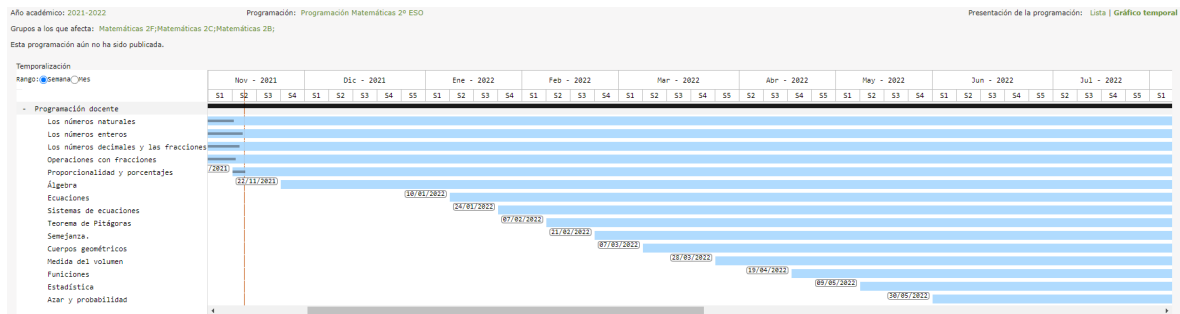 Año académico: 2021-2022 Programación: Programación Matemáticas 2º ESO Presentación de la programación: Lista | Gráfico temporal
Grupos a los que afecta: Matemáticas 2F;Matemáticas 2C;Matemáticas 2B;
Esta programación aún no ha sido publicada.
Temporalización
Rango: Semana Mes
Nov - 2021 Dic - 2021 Ene - 2022 Feb - 2022 Mar - 2022 Abr - 2022 May - 2022 Jun - 2022 Jul - 2022
S1 S2 S3 S4 S1 S2 S3 S4 S5 S1 S2 S3 S4 S1 S2 S3 S4 S1 S2 S3 S4 S5 S1 S2 S3 S4 S5 S1 S2 S3 S4 S1 S2 S3 S4 S5 S2 S3 S4 S5 S1
- Programación docente
Los números naturales
Los números enteros
Los números decimales y las fracciones
Operaciones con fracciones
/2021)
Proporcionalidad y porcentajes
Álgebra 22/11/2021
Ecuaciones 10/01/2022
Sistemas de ecuaciones 24/01/2022
Teorema de Pitágoras 07/02/2022
Semejanza. 21/02/2022
Cuerpos geométricos 07/03/2022
Medida del volumen 28/03/2022
Funiciones 19/04/2022
Estadística 09/05/2022
Azar y probabilidad 30/05/2022